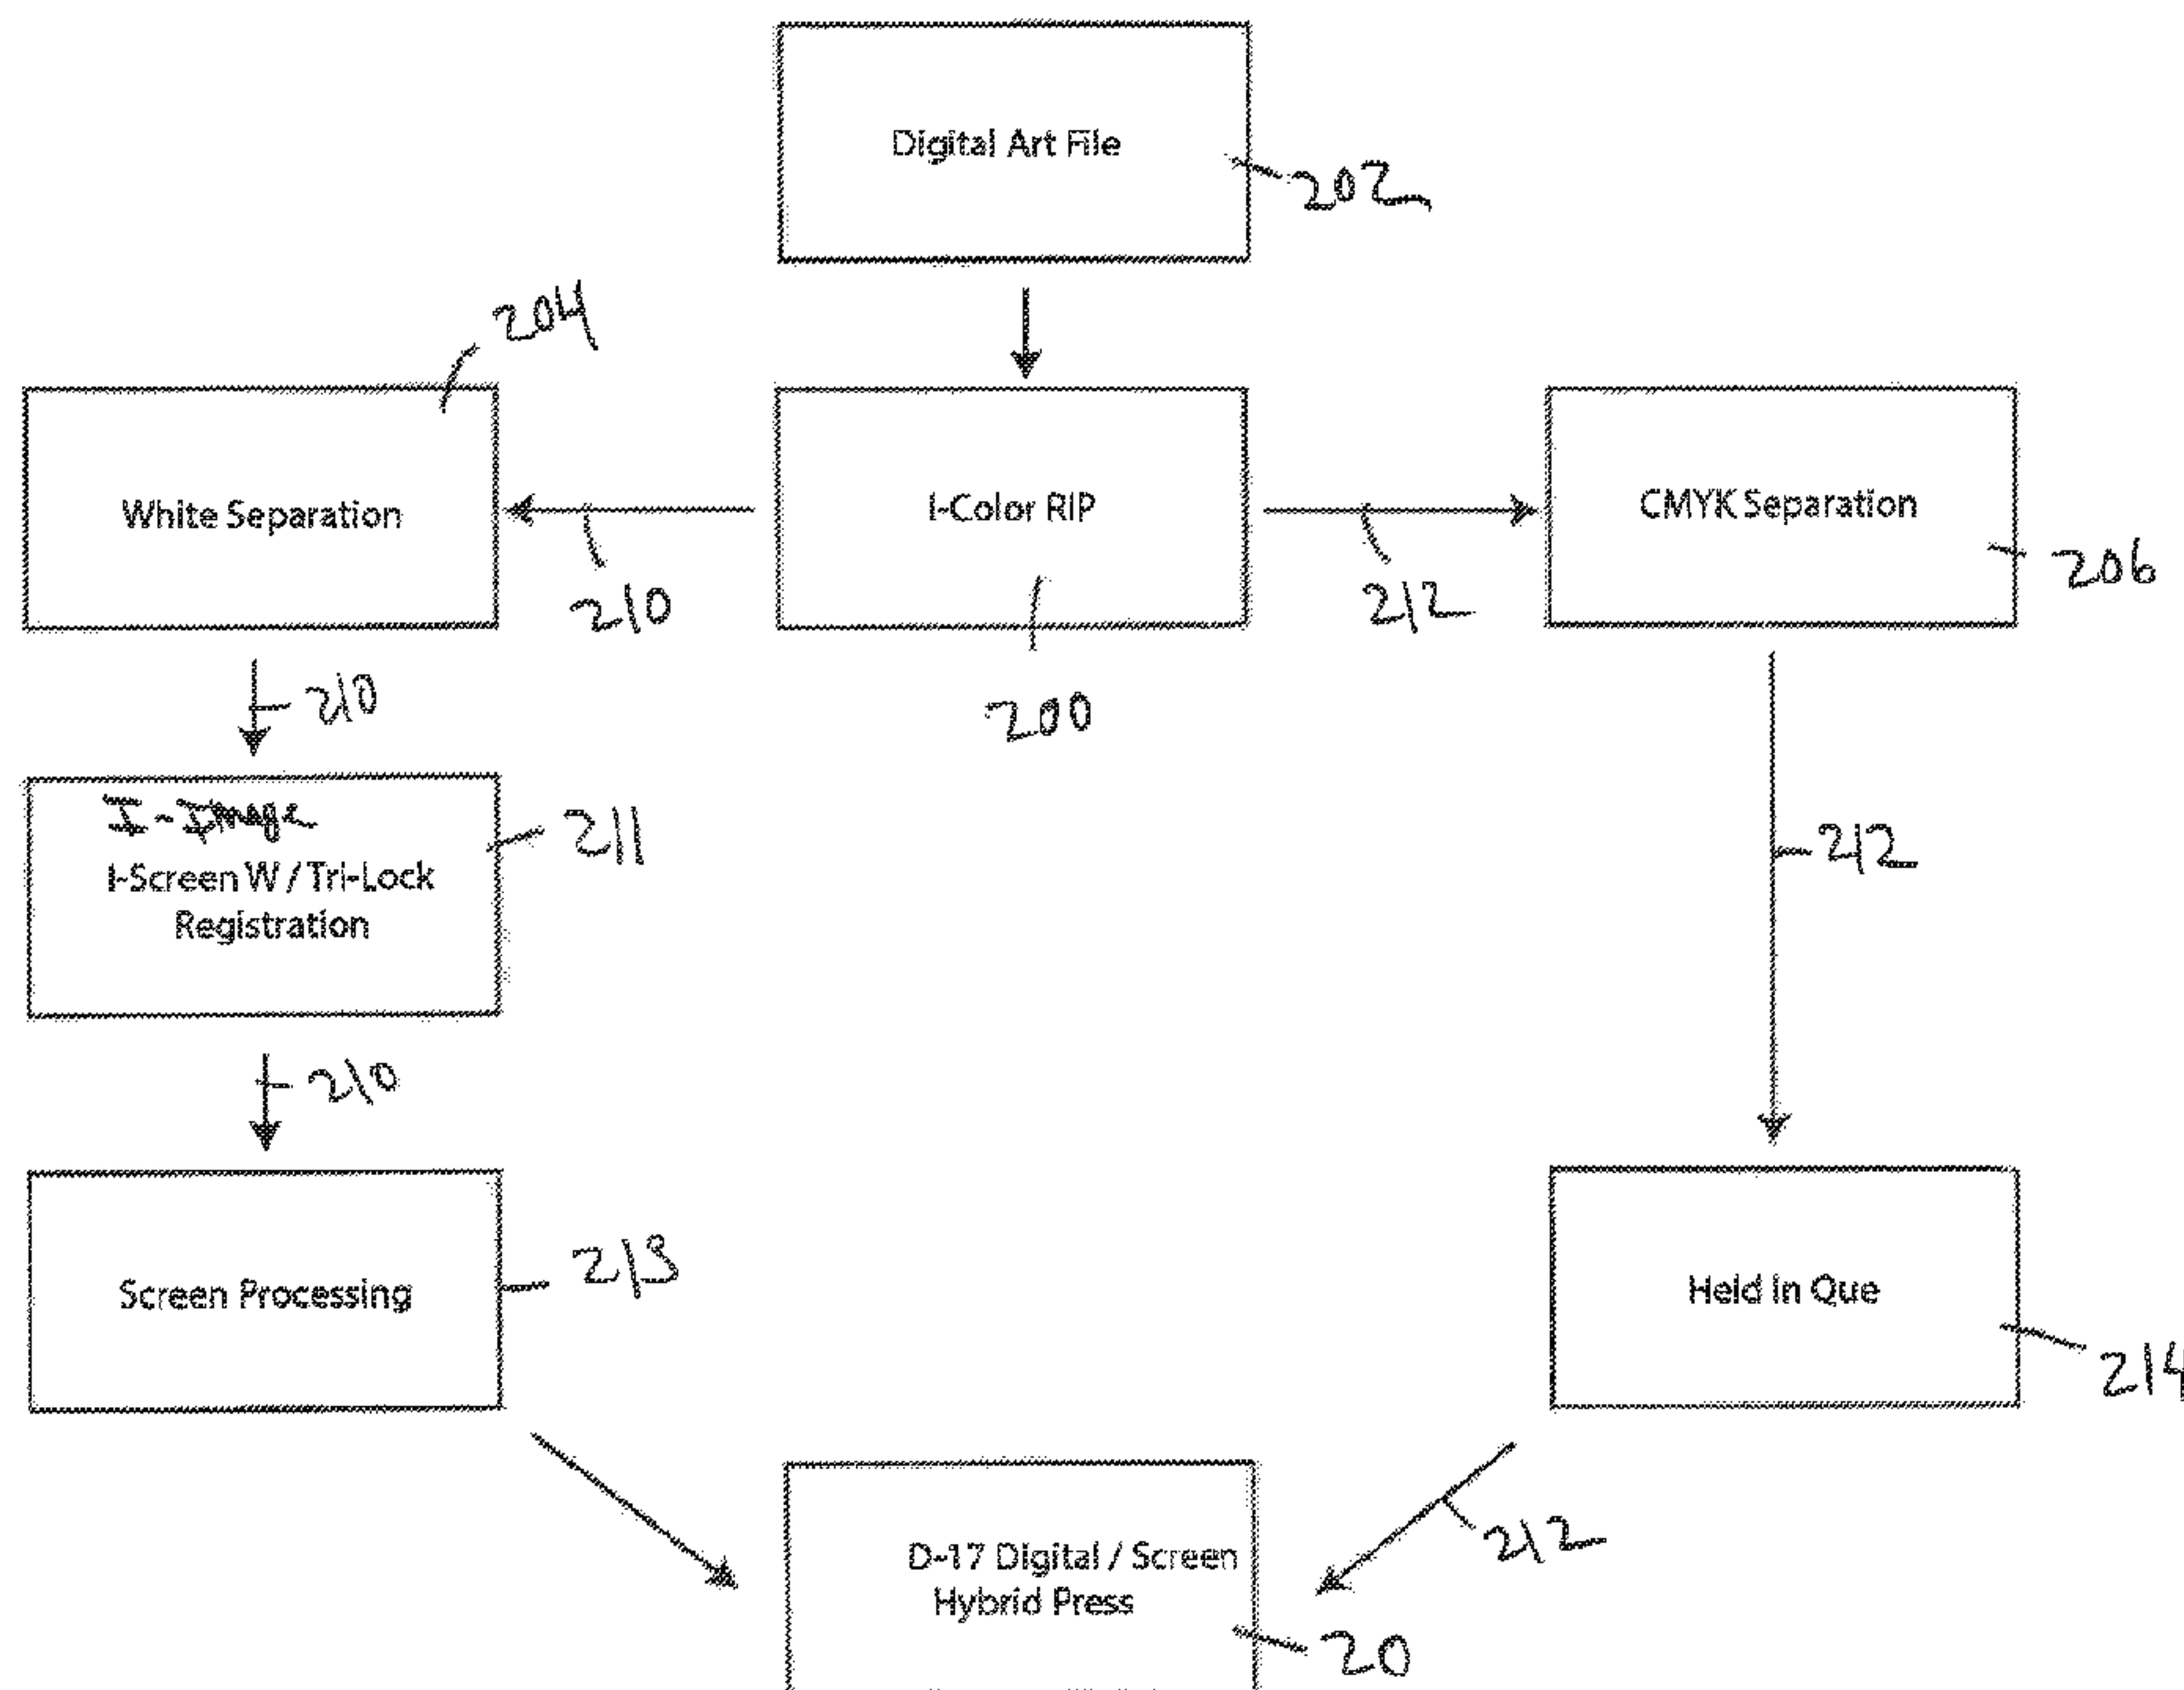 Digital Art File
202
204
White Separation
I-Color RIP
CMYK Separation
206
210
212
210
200
I-Image
I-Screen W / Tri-Lock
Registration
211
212
210
Screen Processing
213
Held in Que
214
D-17 Digital / Screen
Hybrid Press
212
20